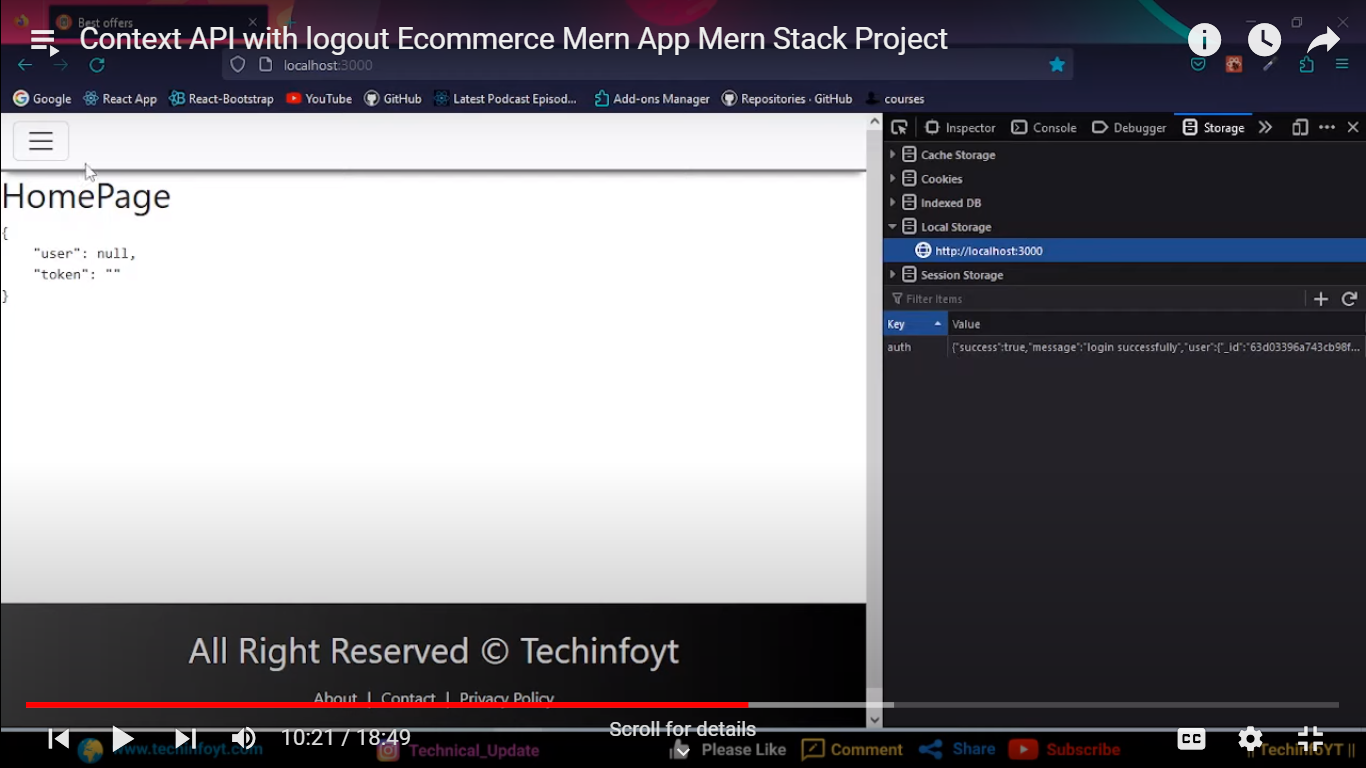 Best offers
Context API with logout Ecommerce Mern App Mern Stack Project
localhost:3000
Google React App React-Bootstrap YouTube GitHub Latest Podcast Episod... Add-ons Manager Repositories · GitHub courses
Inspector Console Debugger Storage
Cache Storage
Cookies
Indexed DB
Local Storage
http://localhost:3000
Session Storage
Filter Items
Key Value
auth {"success":true,"message":"login successfully","user":{"_id":"63d03396a743cb98f...
HomePage
{
"user": null,
"token": ""
}
All Right Reserved © Techinfoyt
About | Contact | Privacy Policy
Scroll for details
10:21 / 18:49
CC
www.techinfoyt.com Technical_Update Please Like Comment Share Subscribe || TechinfoYT ||